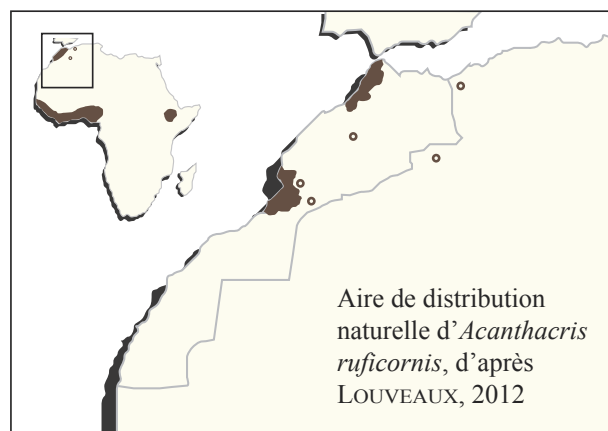 Aire de distribution
naturelle d’Acanthacris
ruficornis, d’après
LOUVEAUX, 2012